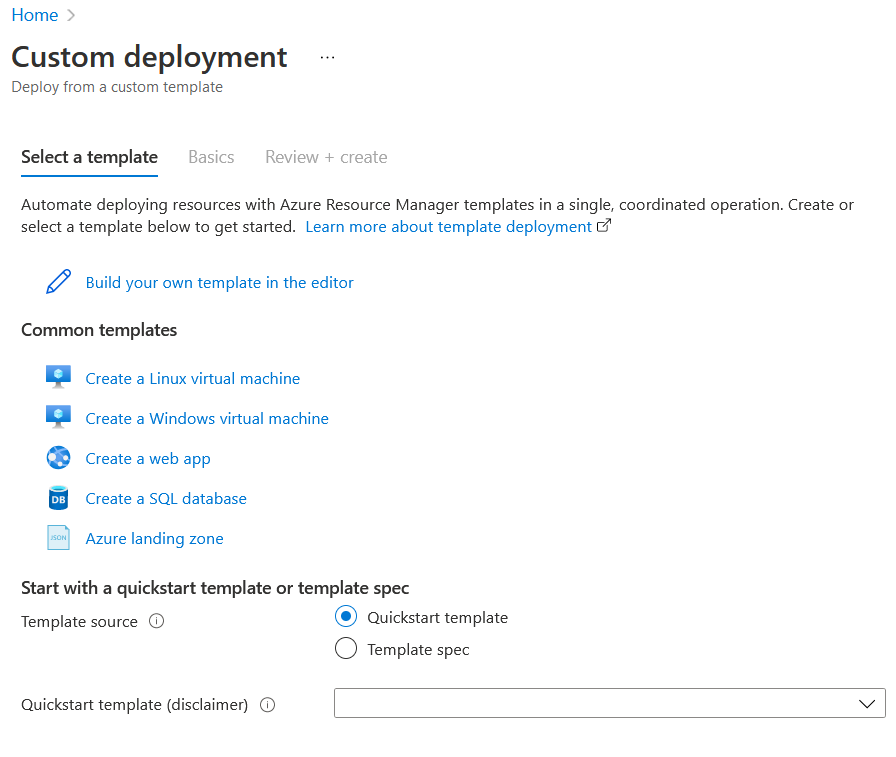 Home
Custom deployment ...
Deploy from a custom template
Select a template Basics Review + create
Automate deploying resources with Azure Resource Manager templates in a single, coordinated operation. Create or
select a template below to get started. Learn more about template deployment
Build your own template in the editor
Common templates
Create a Linux virtual machine
Create a Windows virtual machine
Create a web app
DB Create a SQL database
JSON Azure landing zone
Start with a quickstart template or template spec
Template source Quickstart template
Template spec
Quickstart template (disclaimer)